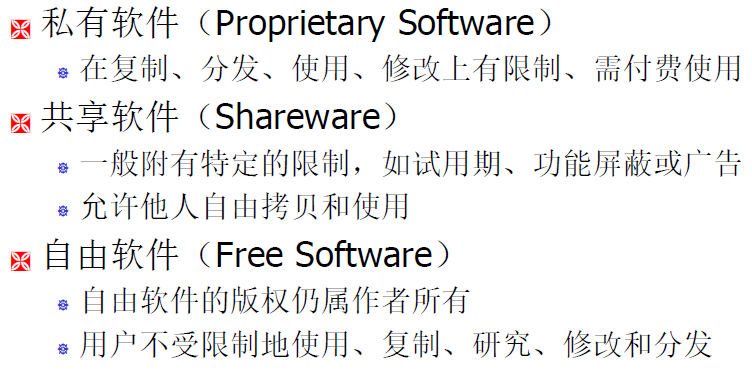 私有软件（Proprietary Software）
在复制、分发、使用、修改上有限制、需付费使用
共享软件（Shareware）
一般附有特定的限制，如试用期、功能屏蔽或广告
允许他人自由拷贝和使用
自由软件（Free Software）
自由软件的版权仍属作者所有
用户不受限制地使用、复制、研究、修改和分发